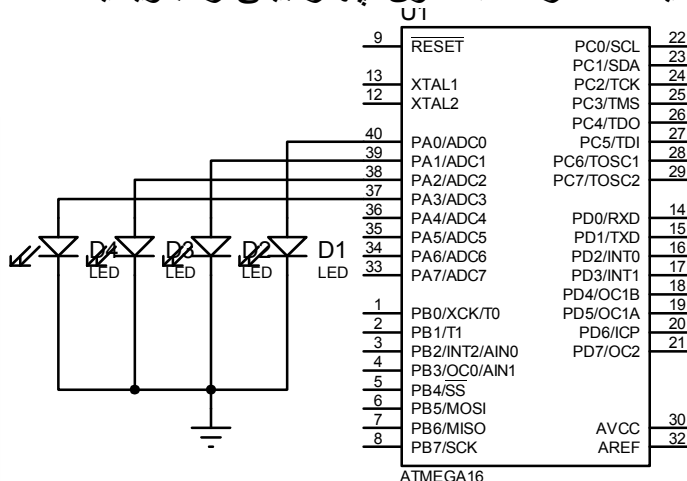 U1
9
RESET
XTAL1
13
XTAL2
12
PA0/ADC0
40
PA1/ADC1
39
PA2/ADC2
38
PA3/ADC3
37
PA4/ADC4
36
PA5/ADC5
35
PA6/ADC6
34
PA7/ADC7
33
PB0/XCK/T0
1
PB1/T1
2
PB2/INT2/AIN0
3
PB3/OC0/AIN1
4
PB4/SS
5
PB5/MOSI
6
PB6/MISO
7
PB7/SCK
8
PC0/SCL
22
PC1/SDA
23
PC2/TCK
24
PC3/TMS
25
PC4/TDO
26
PC5/TDI
27
PC6/TOSC1
28
PC7/TOSC2
29
PD0/RXD
14
PD1/TXD
15
PD2/INT0
16
PD3/INT1
17
PD4/OC1B
18
PD5/OC1A
19
PD6/ICP
20
PD7/OC2
21
AVCC
30
AREF
32
ATMEGA16
D4
LED
D3
LED
D2
LED
D1
LED